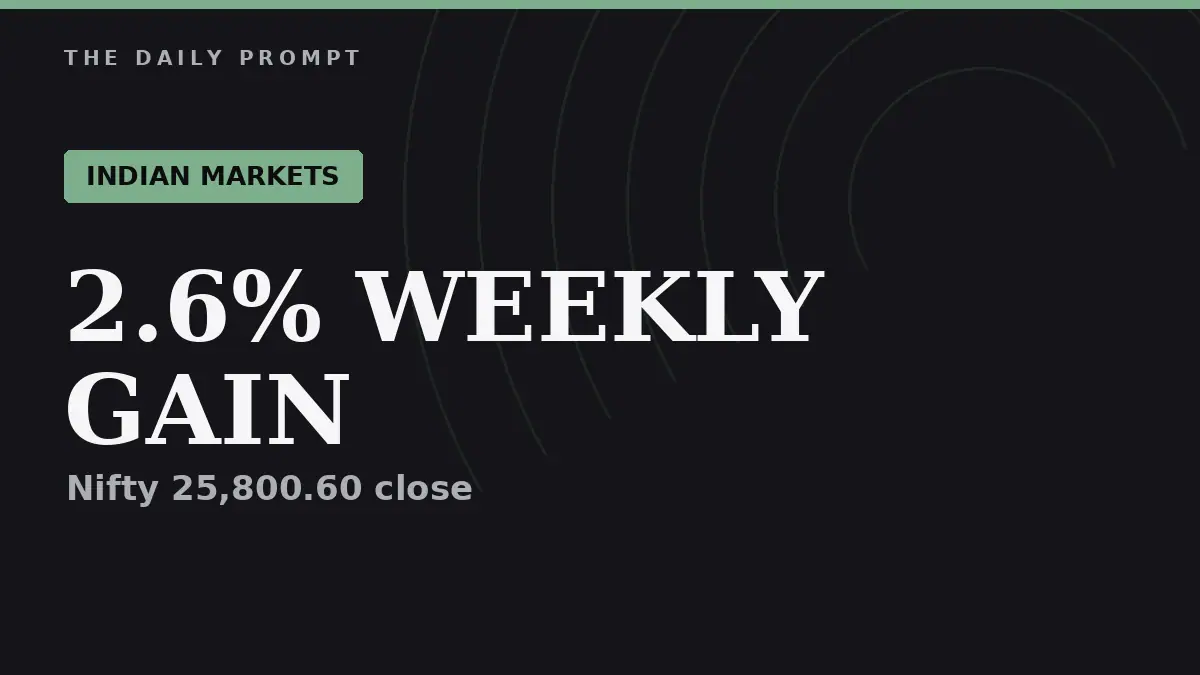 THE DAILY PROMPT
INDIAN MARKETS
2.6% WEEKLY
GAIN
Nifty 25,800.60 close